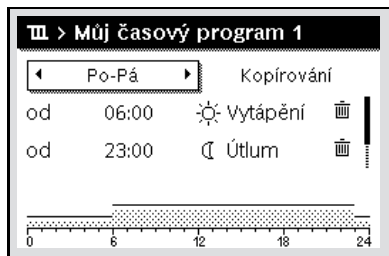 > Můj časový program 1
Po-Pá Kopírování
od 06:00 Vytápění
od 23:00 Útlum
0 6 12 18 24